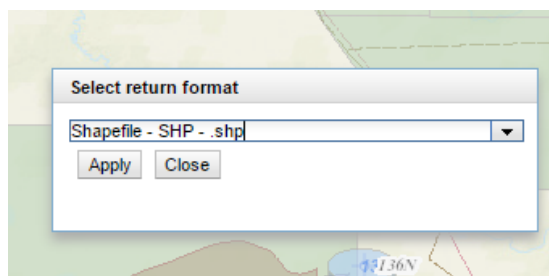 Select return format
Shapefile - SHP - .shp
Apply Close
136N